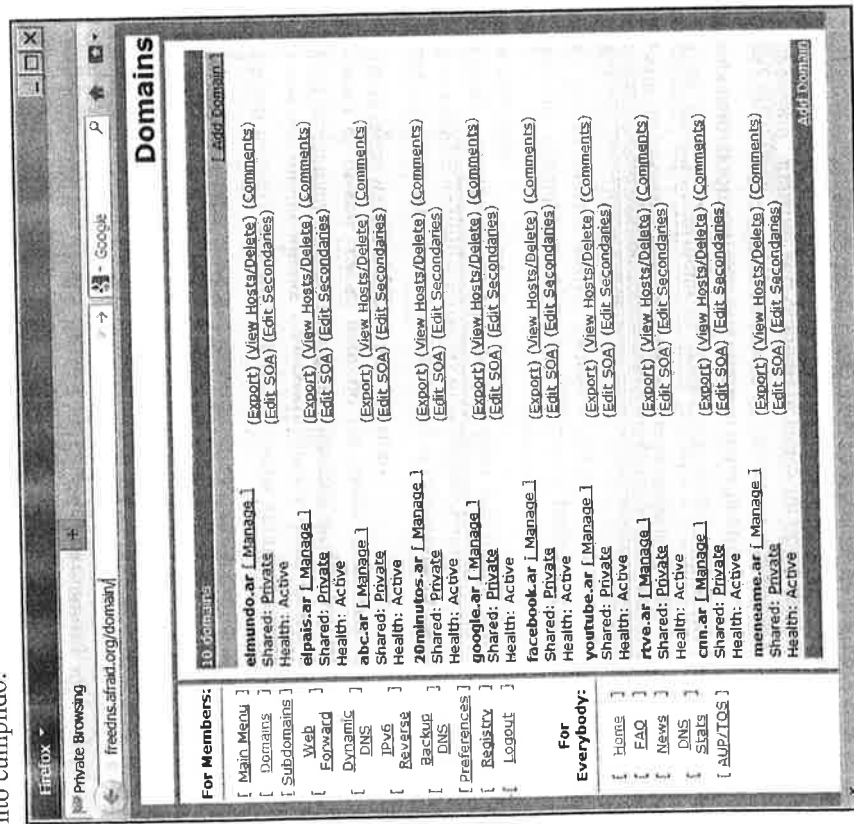 cumplido.
Firefox
Private Browsing
+
freedns.afraid.org/domain/
Google
Domains
For Members:
[ Main Menu ]
[ Domains ]
[ Subdomains ]
[ Web Forward ]
[ Dynamic DNS ]
[ IPv6 Reverse ]
[ Backup DNS ]
[ Preferences ]
[ Registry ]
[ Logout ]
For
Everybody:
[ Home ]
[ FAQ ]
[ News ]
[ DNS Stats ]
[ AUP/TOS ]
10 domains
[ Add Domain ]
elmundo.ar [ Manage ] (Export) (View Hosts/Delete) (Comments)
Shared: Private (Edit SOA) (Edit Secondaries)
Health: Active
elpais.ar [ Manage ] (Export) (View Hosts/Delete) (Comments)
Shared: Private (Edit SOA) (Edit Secondaries)
Health: Active
abc.ar [ Manage ] (Export) (View Hosts/Delete) (Comments)
Shared: Private (Edit SOA) (Edit Secondaries)
Health: Active
20minutos.ar [ Manage ] (Export) (View Hosts/Delete) (Comments)
Shared: Private (Edit SOA) (Edit Secondaries)
Health: Active
google.ar [ Manage ] (Export) (View Hosts/Delete) (Comments)
Shared: Private (Edit SOA) (Edit Secondaries)
Health: Active
facebook.ar [ Manage ] (Export) (View Hosts/Delete) (Comments)
Shared: Private (Edit SOA) (Edit Secondaries)
Health: Active
youtube.ar [ Manage ] (Export) (View Hosts/Delete) (Comments)
Shared: Private (Edit SOA) (Edit Secondaries)
Health: Active
rtve.ar [ Manage ] (Export) (View Hosts/Delete) (Comments)
Shared: Private (Edit SOA) (Edit Secondaries)
Health: Active
cnn.ar [ Manage ] (Export) (View Hosts/Delete) (Comments)
Shared: Private (Edit SOA) (Edit Secondaries)
Health: Active
meneame.ar [ Manage ] (Export) (View Hosts/Delete) (Comments)
Shared: Private (Edit SOA) (Edit Secondaries)
Health: Active
Add Domain